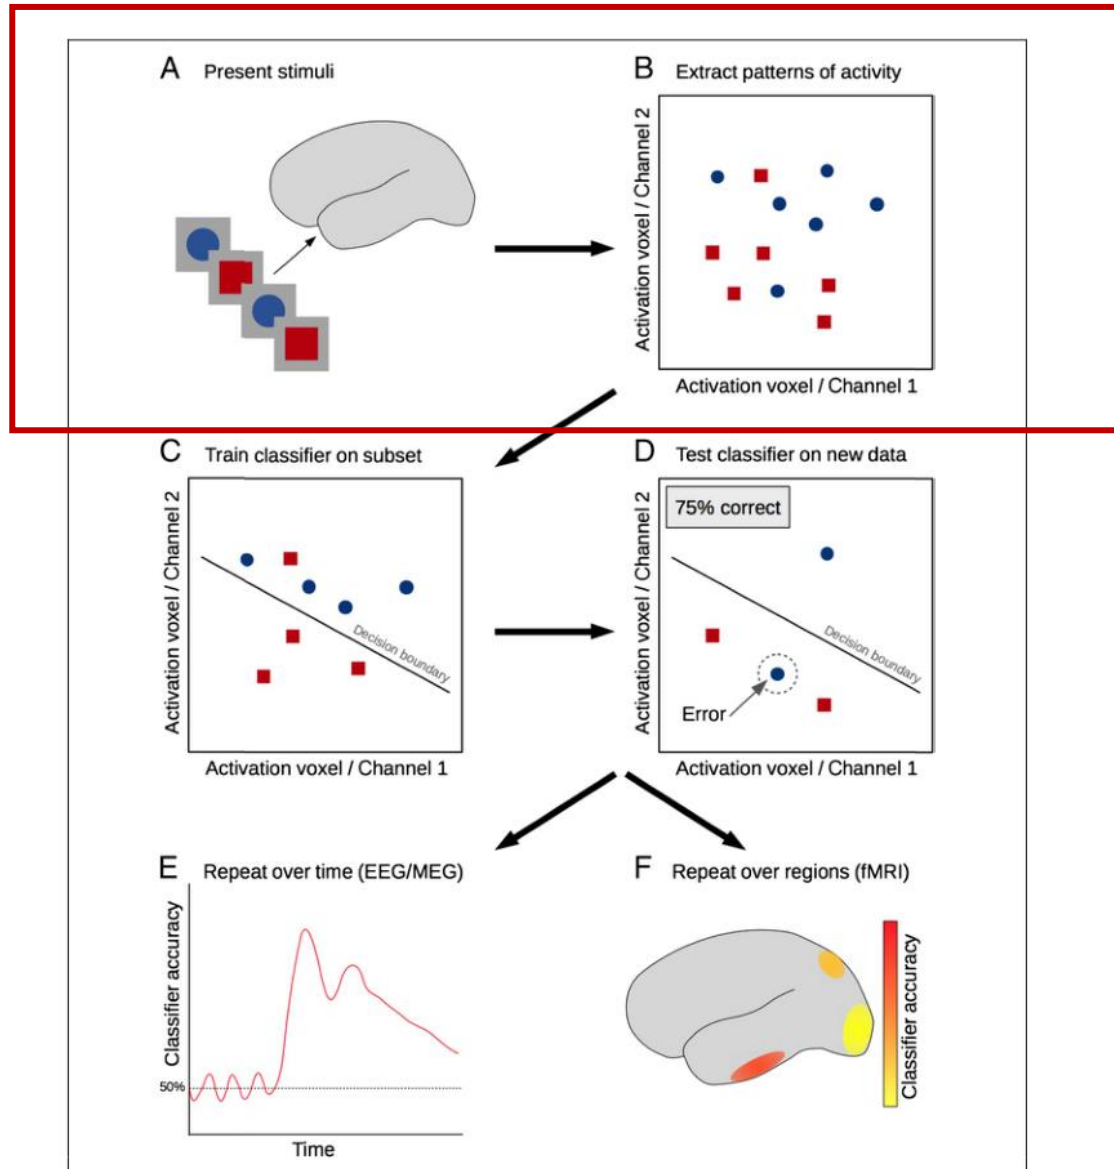 A Present stimuli
B Extract patterns of activity
Activation voxel / Channel 2
Activation voxel / Channel 1
C Train classifier on subset
Activation voxel / Channel 2
Decision boundary
Activation voxel / Channel 1
D Test classifier on new data
75% correct
Activation voxel / Channel 2
Decision boundary
Error
Activation voxel / Channel 1
E Repeat over time (EEG/MEG)
Classifier accuracy
50%
Time
F Repeat over regions (fMRI)
Classifier accuracy